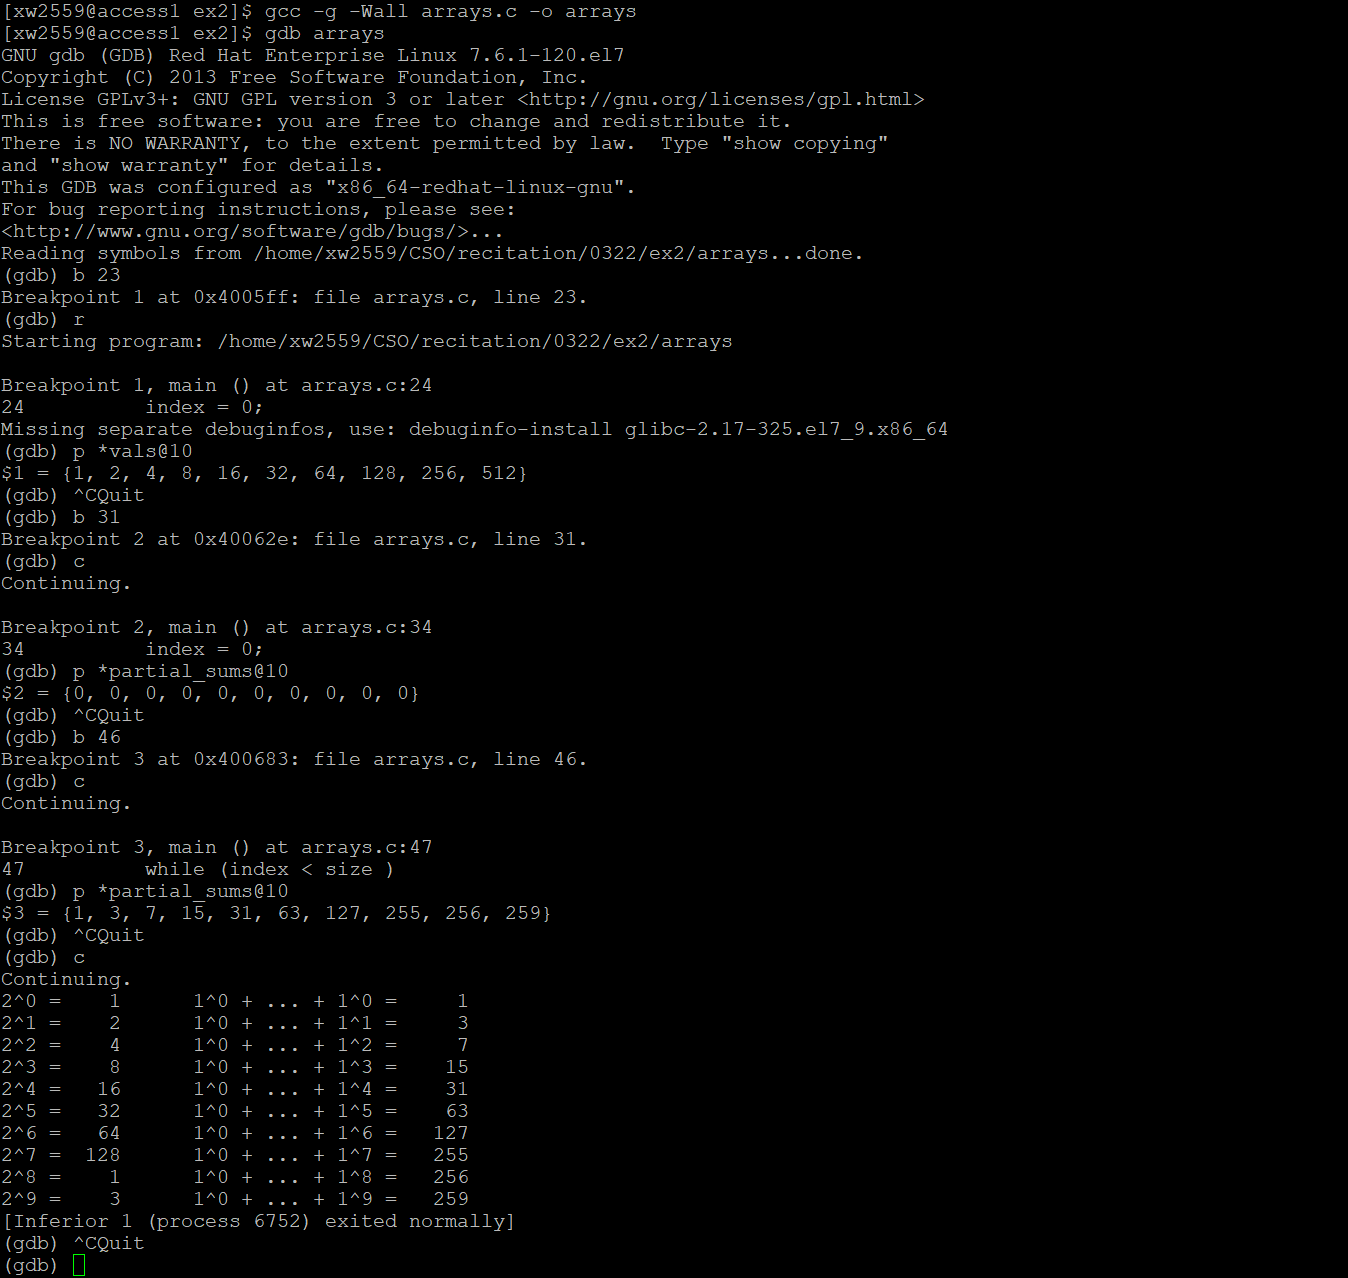 [xw2559@access1 ex2]$ gcc -g -Wall arrays.c -o arrays
[xw2559@access1 ex2]$ gdb arrays
GNU gdb (GDB) Red Hat Enterprise Linux 7.6.1-120.el7
Copyright (C) 2013 Free Software Foundation, Inc.
License GPLv3+: GNU GPL version 3 or later <http://gnu.org/licenses/gpl.html>
This is free software: you are free to change and redistribute it.
There is NO WARRANTY, to the extent permitted by law.  Type "show copying"
and "show warranty" for details.
This GDB was configured as "x86_64-redhat-linux-gnu".
For bug reporting instructions, please see:
<http://www.gnu.org/software/gdb/bugs/>...
Reading symbols from /home/xw2559/CSO/recitation/0322/ex2/arrays...done.
(gdb) b 23
Breakpoint 1 at 0x4005ff: file arrays.c, line 23.
(gdb) r
Starting program: /home/xw2559/CSO/recitation/0322/ex2/arrays

Breakpoint 1, main () at arrays.c:24
24          index = 0;
Missing separate debuginfos, use: debuginfo-install glibc-2.17-325.el7_9.x86_64
(gdb) p *vals@10
$1 = {1, 2, 4, 8, 16, 32, 64, 128, 256, 512}
(gdb) ^CQuit
(gdb) b 31
Breakpoint 2 at 0x40062e: file arrays.c, line 31.
(gdb) c
Continuing.

Breakpoint 2, main () at arrays.c:34
34          index = 0;
(gdb) p *partial_sums@10
$2 = {0, 0, 0, 0, 0, 0, 0, 0, 0, 0}
(gdb) ^CQuit
(gdb) b 46
Breakpoint 3 at 0x400683: file arrays.c, line 46.
(gdb) c
Continuing.

Breakpoint 3, main () at arrays.c:47
47          while (index < size )
(gdb) p *partial_sums@10
$3 = {1, 3, 7, 15, 31, 63, 127, 255, 256, 259}
(gdb) ^CQuit
(gdb) c
Continuing.
2^0 =    1      1^0 + ... + 1^0 =     1
2^1 =    2      1^0 + ... + 1^1 =     3
2^2 =    4      1^0 + ... + 1^2 =     7
2^3 =    8      1^0 + ... + 1^3 =    15
2^4 =   16      1^0 + ... + 1^4 =    31
2^5 =   32      1^0 + ... + 1^5 =    63
2^6 =   64      1^0 + ... + 1^6 =   127
2^7 =  128      1^0 + ... + 1^7 =   255
2^8 =    1      1^0 + ... + 1^8 =   256
2^9 =    3      1^0 + ... + 1^9 =   259
[Inferior 1 (process 6752) exited normally]
(gdb) ^CQuit
(gdb)